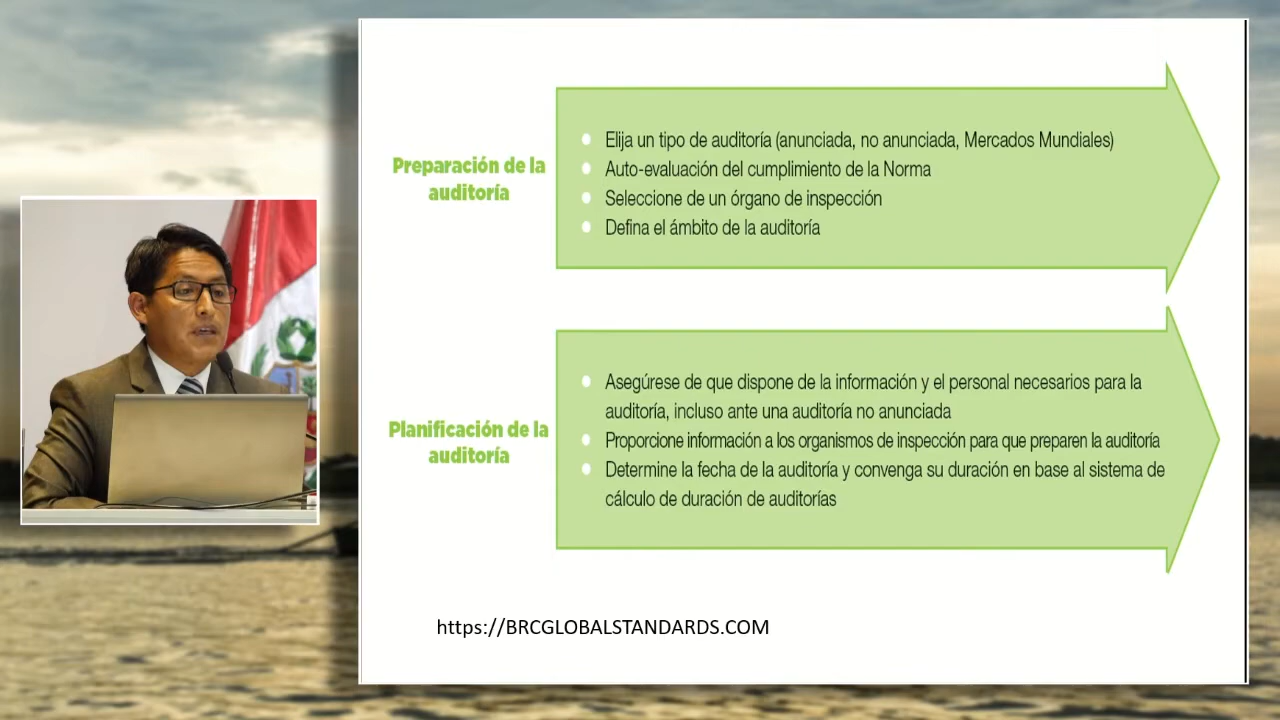 Preparación de la
auditoría
Elija un tipo de auditoría (anunciada, no anunciada, Mercados Mundiales)
Auto-evaluación del cumplimiento de la Norma
Seleccione de un órgano de inspección
Defina el ámbito de la auditoría
Planificación de la
auditoría
Asegúrese de que dispone de la información y el personal necesarios para la
auditoría, incluso ante una auditoría no anunciada
Proporcione información a los organismos de inspección para que preparen la auditoría
Determine la fecha de la auditoría y convenga su duración en base al sistema de
cálculo de duración de auditorías
https://BRCGLOBALSTANDARDS.COM